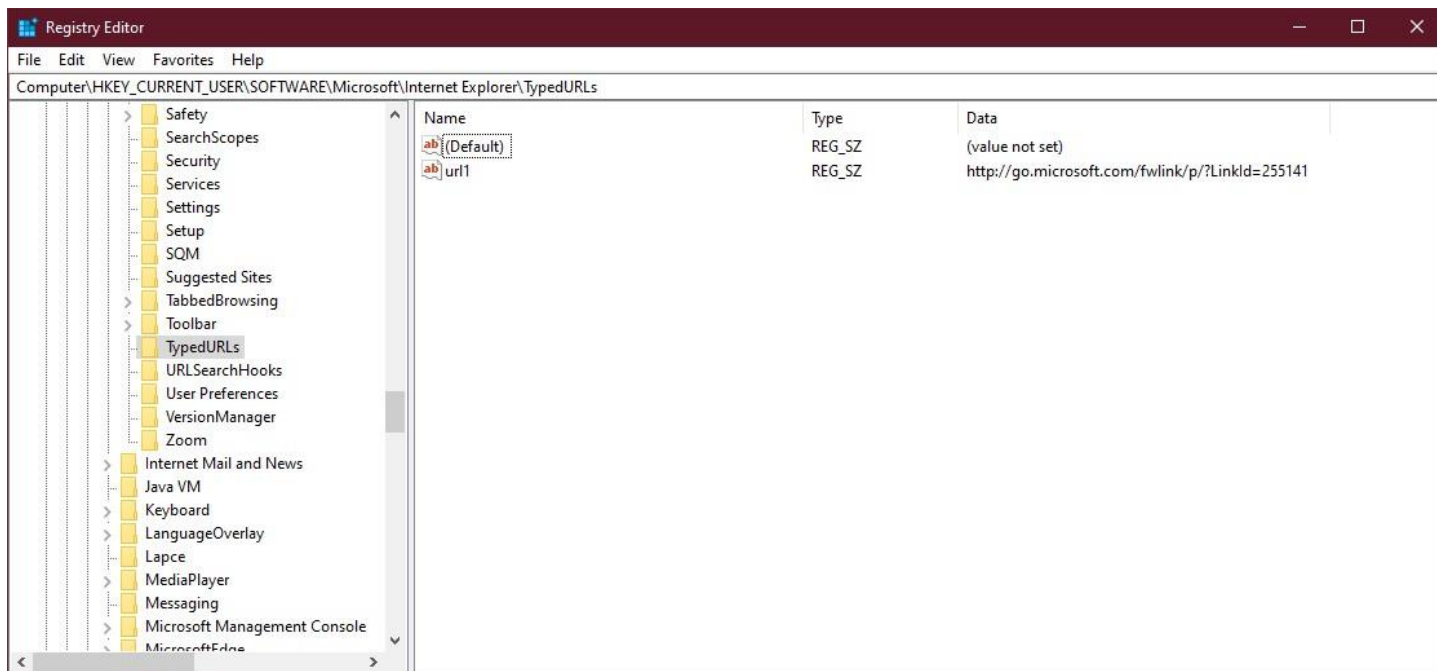 Registry Editor
File Edit View Favorites Help
Computer\HKEY_CURRENT_USER\SOFTWARE\Microsoft\Internet Explorer\TypedURLs
Safety
SearchScopes
Security
Services
Settings
Setup
SQM
Suggested Sites
TabbedBrowsing
Toolbar
TypedURLs
URLSearchHooks
User Preferences
VersionManager
Zoom
Internet Mail and News
Java VM
Keyboard
LanguageOverlay
Lapce
MediaPlayer
Messaging
Microsoft Management Console
MicrosoftEdge
Name Type Data
ab (Default) REG_SZ (value not set)
ab url1 REG_SZ http://go.microsoft.com/fwlink/p/?LinkId=255141